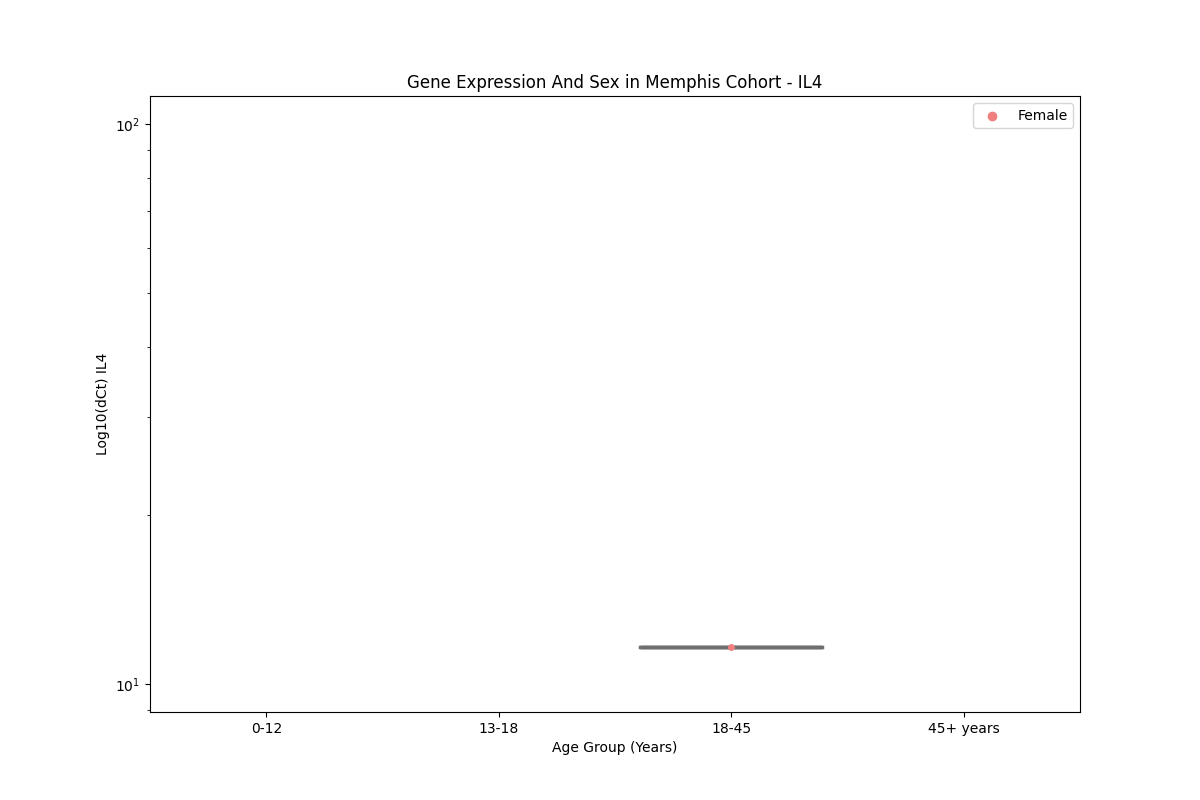 Gene Expression And Sex in Memphis Cohort - IL4
Female
10²
10¹
Log10(dCt) IL4
0-12
13-18
18-45
45+ years
Age Group (Years)